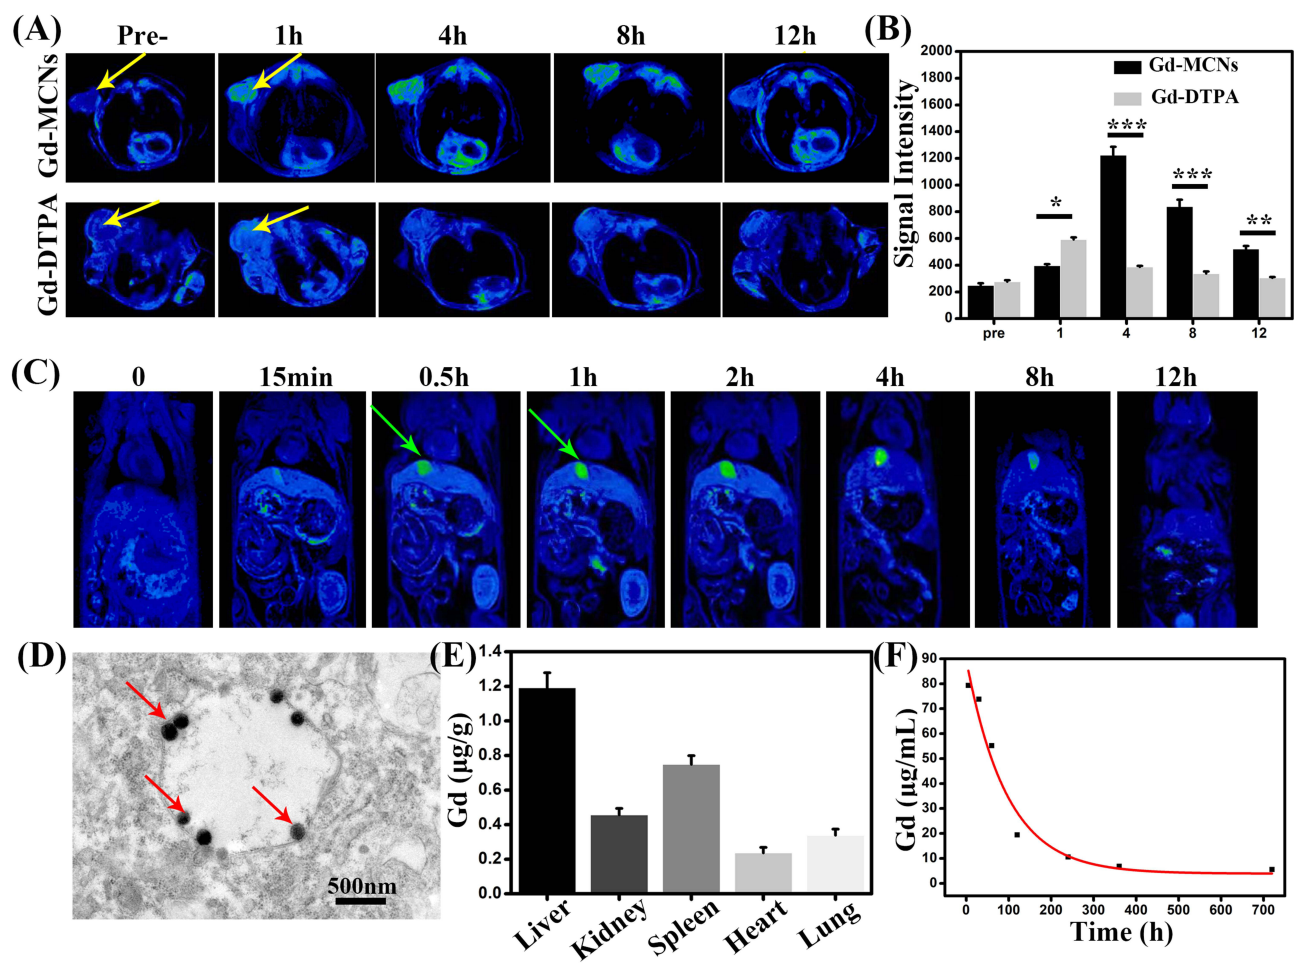 (A)
Pre-
1h
4h
8h
12h
Gd-MCNs
Gd-DTPA
(B)
Signal Intensity
2000
1800
1600
1400
1200
1000
800
600
400
200
0
Gd-MCNs
Gd-DTPA
*
***
***
**
pre
1
4
8
12
(C)
0
15min
0.5h
1h
2h
4h
8h
12h
(D)
500nm
(E)
Gd (μg/g)
1.4
1.2
1.0
0.8
0.6
0.4
0.2
0.0
Liver
Kidney
Spleen
Heart
Lung
(F)
Gd (μg/mL)
90
80
70
60
50
40
30
20
10
0
0
100
200
300
400
500
600
700
Time (h)